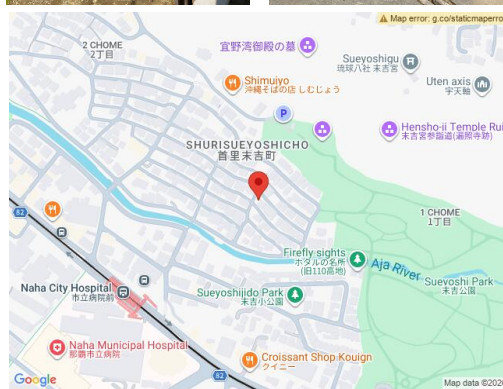 Map error: g.co/staticmaperro
2 CHOME
2丁目
宜野湾御殿の墓
Sueyoshigu
琉球八社 末吉宮
Shimuiyo
沖縄そばの店 しむじょう
Uten axis
宇天軸
P
Hensho-ji Temple Rui
末吉宮参詣道(遍照寺跡)
SHURISUEYOSHICHO
首里末吉町
1 CHOME
1丁目
82
Firefly sights
ホタルの名所
(旧110高地)
Aja River
Sueyoshi Park
末吉公園
Naha City Hospital
市立病院前
Sueyoshijido Park
末吉小公園
Naha Municipal Hospital
那覇市立病院
Croissant Shop Kouign
クイニー
82
Google
Map data ©202